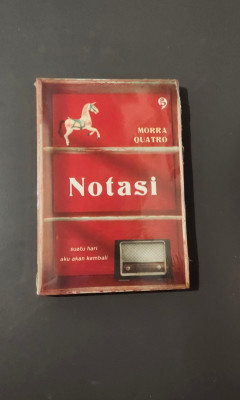 MORRA
QUATRO
Notasi
suatu hari
aku akan kembali